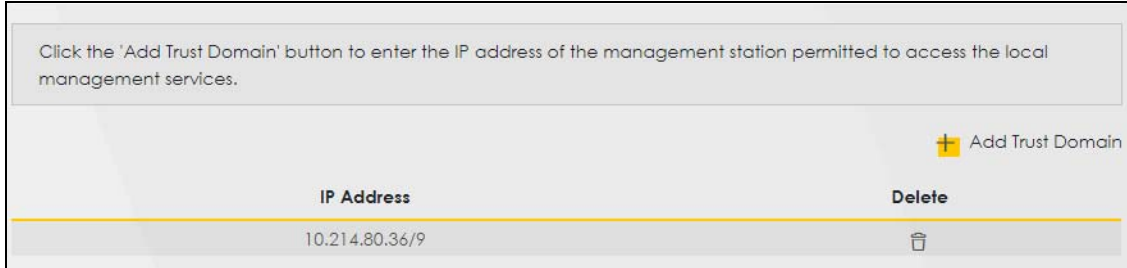 Click the 'Add Trust Domain' button to enter the IP address of the management station permitted to access the local
management services.
+ Add Trust Domain
IP Address Delete
10.214.80.36/9